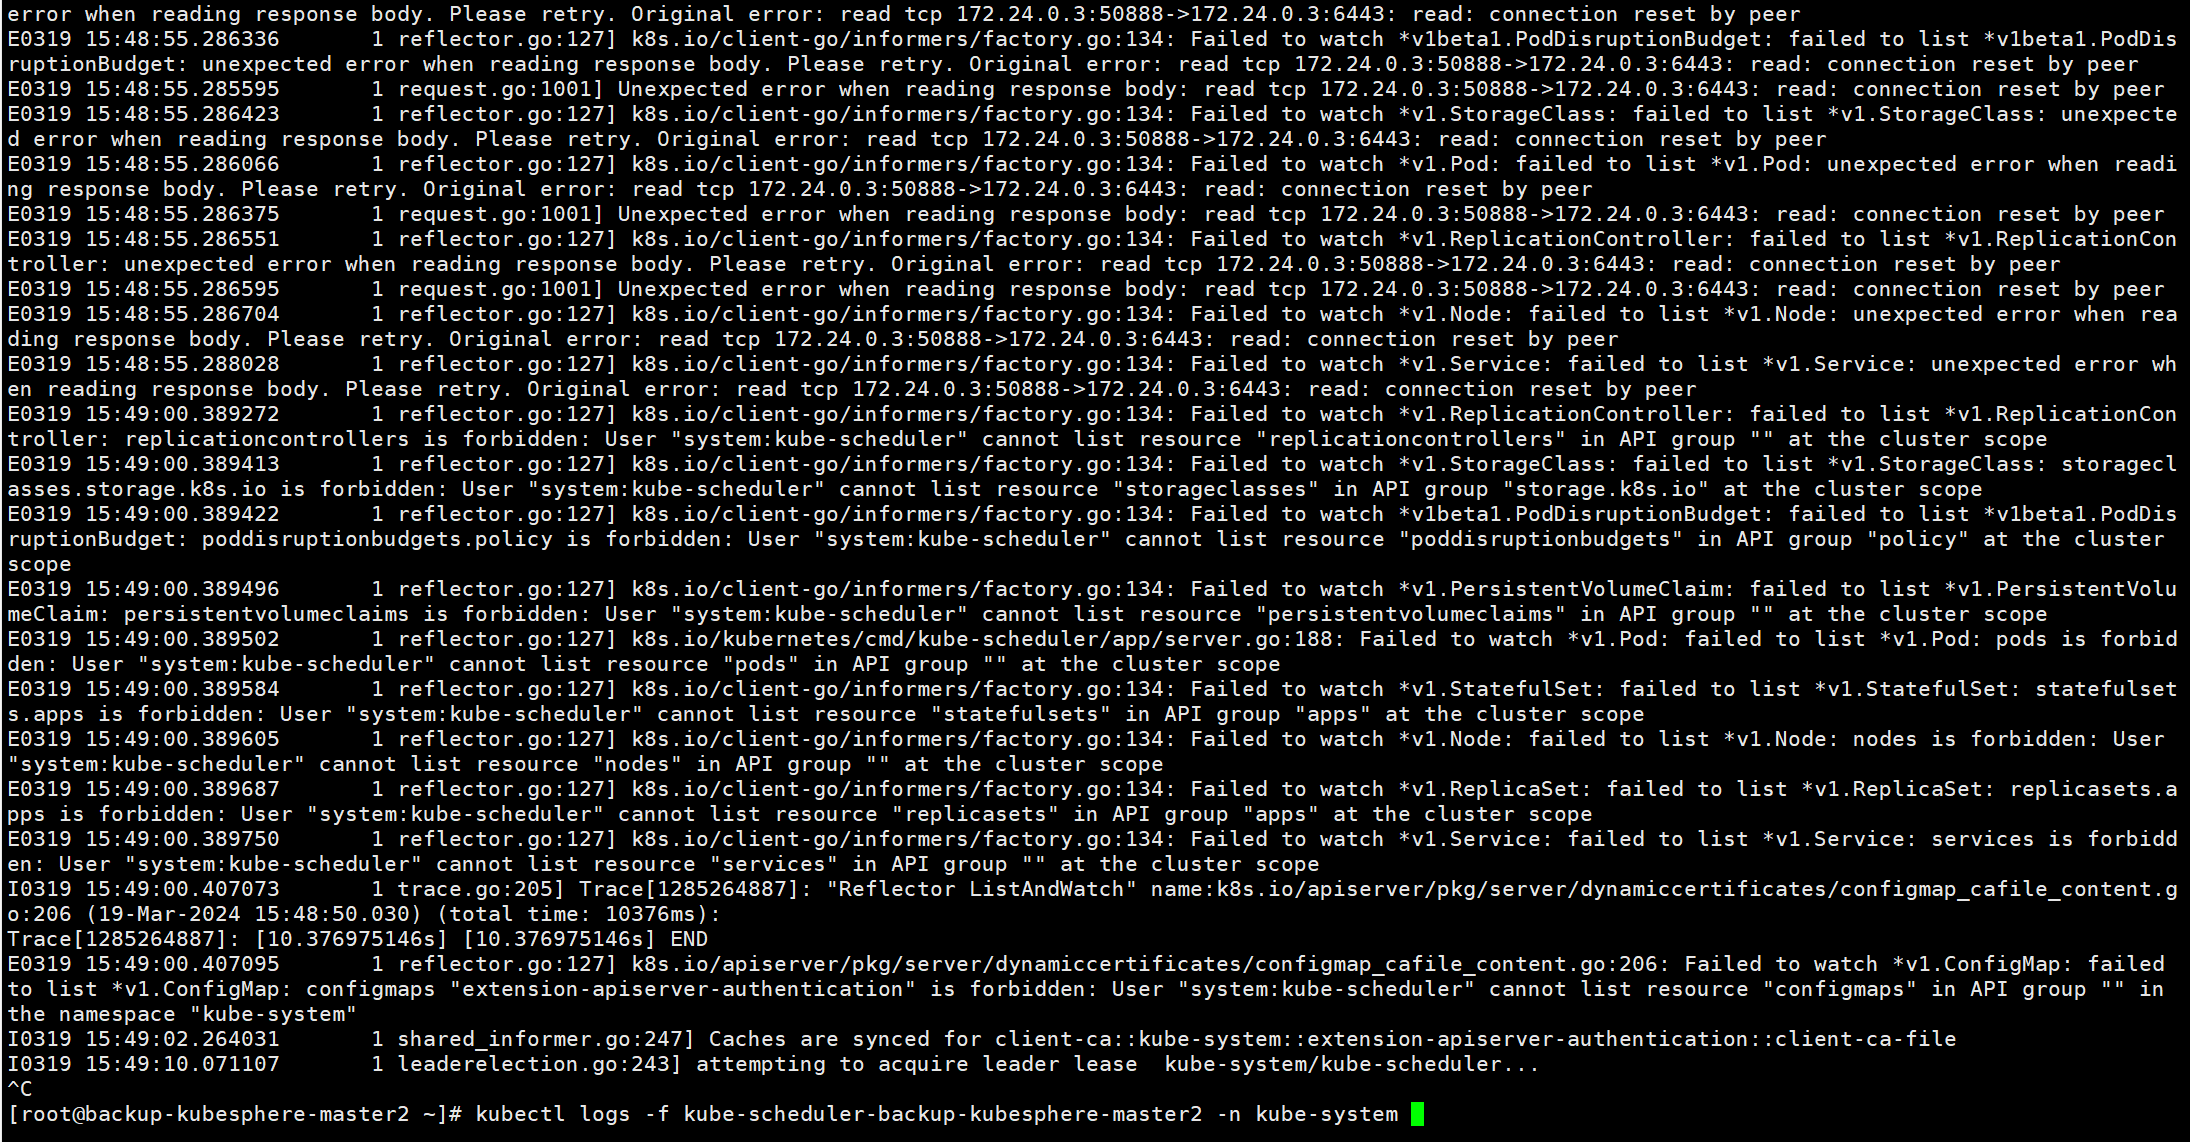 error when reading response body. Please retry. Original error: read tcp 172.24.0.3:50888->172.24.0.3:6443: read: connection reset by peer
E0319 15:48:55.286336       1 reflector.go:127] k8s.io/client-go/informers/factory.go:134: Failed to watch *v1beta1.PodDisruptionBudget: failed to list *v1beta1.PodDis
ruptionBudget: unexpected error when reading response body. Please retry. Original error: read tcp 172.24.0.3:50888->172.24.0.3:6443: read: connection reset by peer
E0319 15:48:55.285595       1 request.go:1001] Unexpected error when reading response body: read tcp 172.24.0.3:50888->172.24.0.3:6443: read: connection reset by peer
E0319 15:48:55.286423       1 reflector.go:127] k8s.io/client-go/informers/factory.go:134: Failed to watch *v1.StorageClass: failed to list *v1.StorageClass: unexpecte
d error when reading response body. Please retry. Original error: read tcp 172.24.0.3:50888->172.24.0.3:6443: read: connection reset by peer
E0319 15:48:55.286066       1 reflector.go:127] k8s.io/client-go/informers/factory.go:134: Failed to watch *v1.Pod: failed to list *v1.Pod: unexpected error when readi
ng response body. Please retry. Original error: read tcp 172.24.0.3:50888->172.24.0.3:6443: read: connection reset by peer
E0319 15:48:55.286375       1 request.go:1001] Unexpected error when reading response body: read tcp 172.24.0.3:50888->172.24.0.3:6443: read: connection reset by peer
E0319 15:48:55.286551       1 reflector.go:127] k8s.io/client-go/informers/factory.go:134: Failed to watch *v1.ReplicationController: failed to list *v1.ReplicationCon
troller: unexpected error when reading response body. Please retry. Original error: read tcp 172.24.0.3:50888->172.24.0.3:6443: read: connection reset by peer
E0319 15:48:55.286595       1 request.go:1001] Unexpected error when reading response body: read tcp 172.24.0.3:50888->172.24.0.3:6443: read: connection reset by peer
E0319 15:48:55.286704       1 reflector.go:127] k8s.io/client-go/informers/factory.go:134: Failed to watch *v1.Node: failed to list *v1.Node: unexpected error when rea
ding response body. Please retry. Original error: read tcp 172.24.0.3:50888->172.24.0.3:6443: read: connection reset by peer
E0319 15:48:55.288028       1 reflector.go:127] k8s.io/client-go/informers/factory.go:134: Failed to watch *v1.Service: failed to list *v1.Service: unexpected error wh
en reading response body. Please retry. Original error: read tcp 172.24.0.3:50888->172.24.0.3:6443: read: connection reset by peer
E0319 15:49:00.389272       1 reflector.go:127] k8s.io/client-go/informers/factory.go:134: Failed to watch *v1.ReplicationController: failed to list *v1.ReplicationCon
troller: replicationcontrollers is forbidden: User "system:kube-scheduler" cannot list resource "replicationcontrollers" in API group "" at the cluster scope
E0319 15:49:00.389413       1 reflector.go:127] k8s.io/client-go/informers/factory.go:134: Failed to watch *v1.StorageClass: failed to list *v1.StorageClass: storagecl
asses.storage.k8s.io is forbidden: User "system:kube-scheduler" cannot list resource "storageclasses" in API group "storage.k8s.io" at the cluster scope
E0319 15:49:00.389422       1 reflector.go:127] k8s.io/client-go/informers/factory.go:134: Failed to watch *v1beta1.PodDisruptionBudget: failed to list *v1beta1.PodDis
ruptionBudget: poddisruptionbudgets.policy is forbidden: User "system:kube-scheduler" cannot list resource "poddisruptionbudgets" in API group "policy" at the cluster
scope
E0319 15:49:00.389496       1 reflector.go:127] k8s.io/client-go/informers/factory.go:134: Failed to watch *v1.PersistentVolumeClaim: failed to list *v1.PersistentVolu
meClaim: persistentvolumeclaims is forbidden: User "system:kube-scheduler" cannot list resource "persistentvolumeclaims" in API group "" at the cluster scope
E0319 15:49:00.389502       1 reflector.go:127] k8s.io/kubernetes/cmd/kube-scheduler/app/server.go:188: Failed to watch *v1.Pod: failed to list *v1.Pod: pods is forbid
den: User "system:kube-scheduler" cannot list resource "pods" in API group "" at the cluster scope
E0319 15:49:00.389584       1 reflector.go:127] k8s.io/client-go/informers/factory.go:134: Failed to watch *v1.StatefulSet: failed to list *v1.StatefulSet: statefulset
s.apps is forbidden: User "system:kube-scheduler" cannot list resource "statefulsets" in API group "apps" at the cluster scope
E0319 15:49:00.389605       1 reflector.go:127] k8s.io/client-go/informers/factory.go:134: Failed to watch *v1.Node: failed to list *v1.Node: nodes is forbidden: User
"system:kube-scheduler" cannot list resource "nodes" in API group "" at the cluster scope
E0319 15:49:00.389687       1 reflector.go:127] k8s.io/client-go/informers/factory.go:134: Failed to watch *v1.ReplicaSet: failed to list *v1.ReplicaSet: replicasets.a
pps is forbidden: User "system:kube-scheduler" cannot list resource "replicasets" in API group "apps" at the cluster scope
E0319 15:49:00.389750       1 reflector.go:127] k8s.io/client-go/informers/factory.go:134: Failed to watch *v1.Service: failed to list *v1.Service: services is forbidd
en: User "system:kube-scheduler" cannot list resource "services" in API group "" at the cluster scope
I0319 15:49:00.407073       1 trace.go:205] Trace[1285264887]: "Reflector ListAndWatch" name:k8s.io/apiserver/pkg/server/dynamiccertificates/configmap_cafile_content.g
o:206 (19-Mar-2024 15:48:50.030) (total time: 10376ms):
Trace[1285264887]: [10.376975146s] [10.376975146s] END
E0319 15:49:00.407095       1 reflector.go:127] k8s.io/apiserver/pkg/server/dynamiccertificates/configmap_cafile_content.go:206: Failed to watch *v1.ConfigMap: failed
to list *v1.ConfigMap: configmaps "extension-apiserver-authentication" is forbidden: User "system:kube-scheduler" cannot list resource "configmaps" in API group "" in
the namespace "kube-system"
I0319 15:49:02.264031       1 shared_informer.go:247] Caches are synced for client-ca::kube-system::extension-apiserver-authentication::client-ca-file
I0319 15:49:10.071107       1 leaderelection.go:243] attempting to acquire leader lease  kube-system/kube-scheduler...
^C
[root@backup-kubesphere-master2 ~]# kubectl logs -f kube-scheduler-backup-kubesphere-master2 -n kube-system